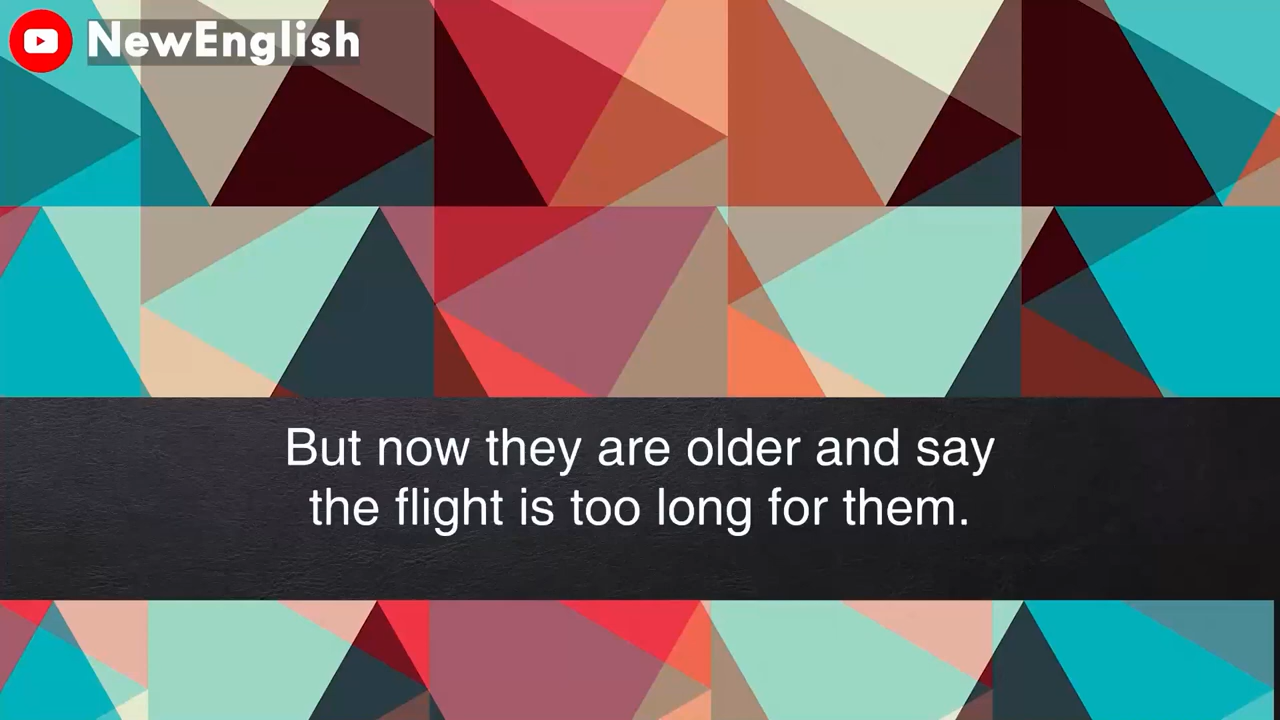 NewEnglish
But now they are older and say
the flight is too long for them.